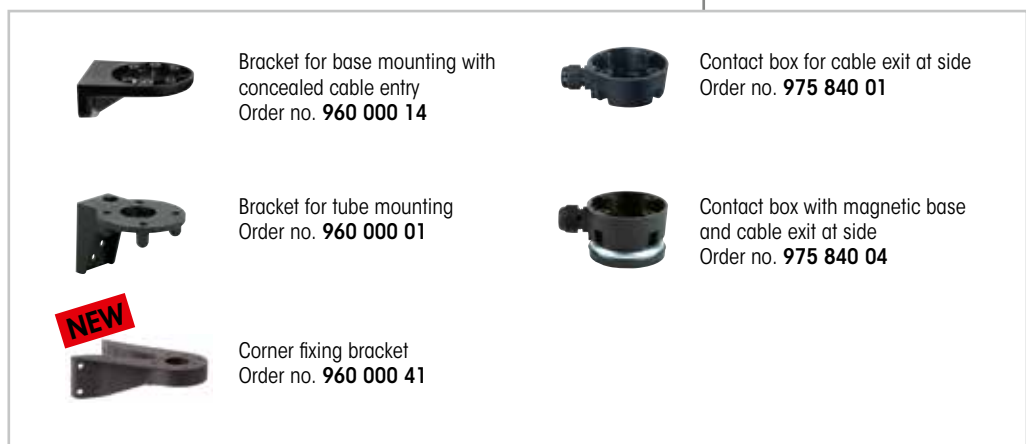 Bracket for base mounting with
concealed cable entry
Order no. 960 000 14
Bracket for tube mounting
Order no. 960 000 01
NEW
Corner fixing bracket
Order no. 960 000 41
Contact box for cable exit at side
Order no. 975 840 01
Contact box with magnetic base
and cable exit at side
Order no. 975 840 04